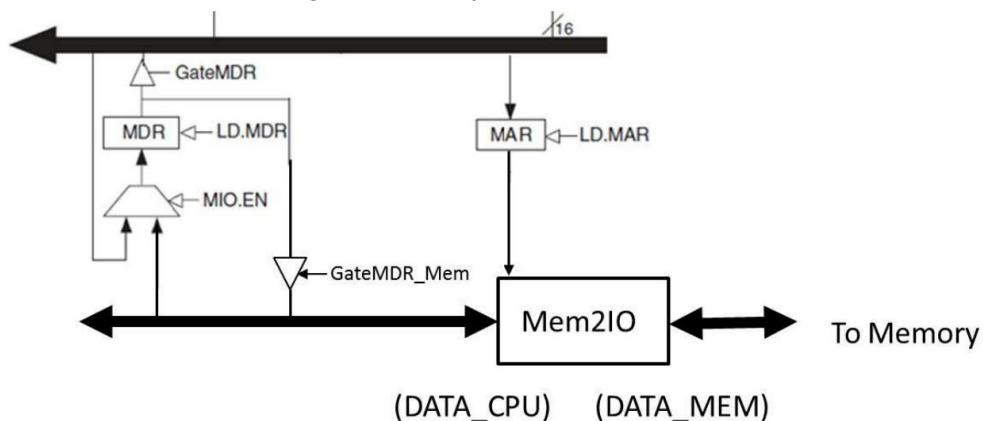 16
GateMDR
MDR
LD.MDR
MAR
LD.MAR
MIO.EN
GateMDR_Mem
Mem2IO
To Memory
(DATA_CPU) (DATA_MEM)